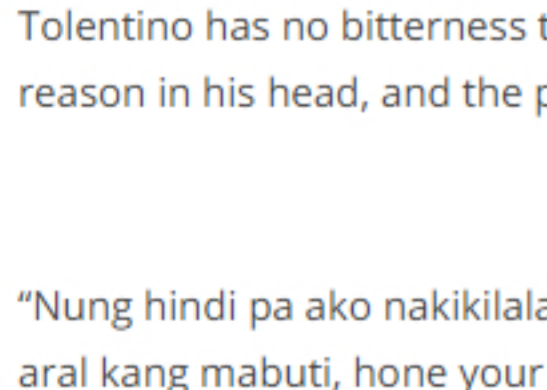 Tolentino has no bitterness
reason in his head, and the
“Nung hindi pa ako nakikilala
aral kang mabuti, hone your